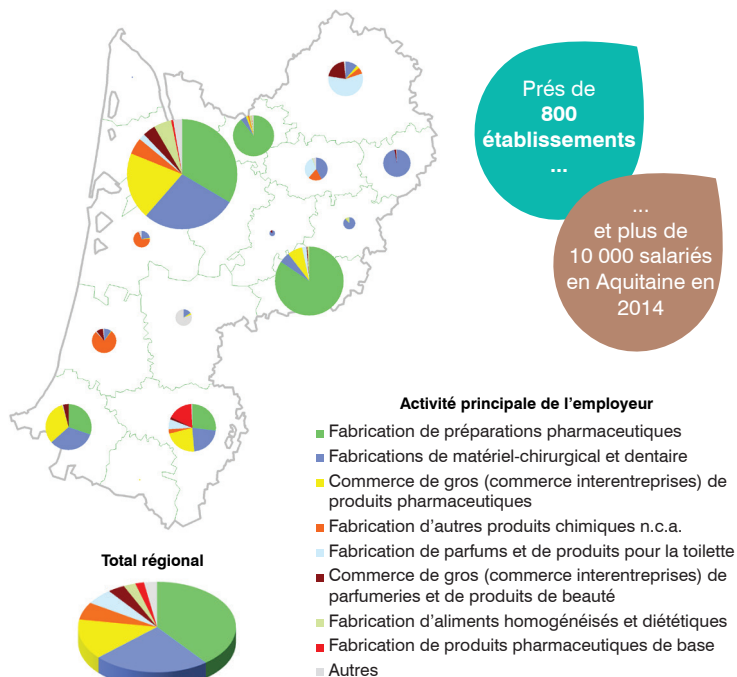 Prés de
800
établissements
...
...
et plus de
10 000 salariés
en Aquitaine en
2014
Activité principale de l'employeur
Fabrication de préparations pharmaceutiques
Fabrications de matériel-chirurgical et dentaire
Commerce de gros (commerce interentreprises) de
produits pharmaceutiques
Fabrication d'autres produits chimiques n.c.a.
Fabrication de parfums et de produits pour la toilette
Commerce de gros (commerce interentreprises) de
parfumeries et de produits de beauté
Fabrication d'aliments homogénéisés et diététiques
Fabrication de produits pharmaceutiques de base
Autres
Total régional